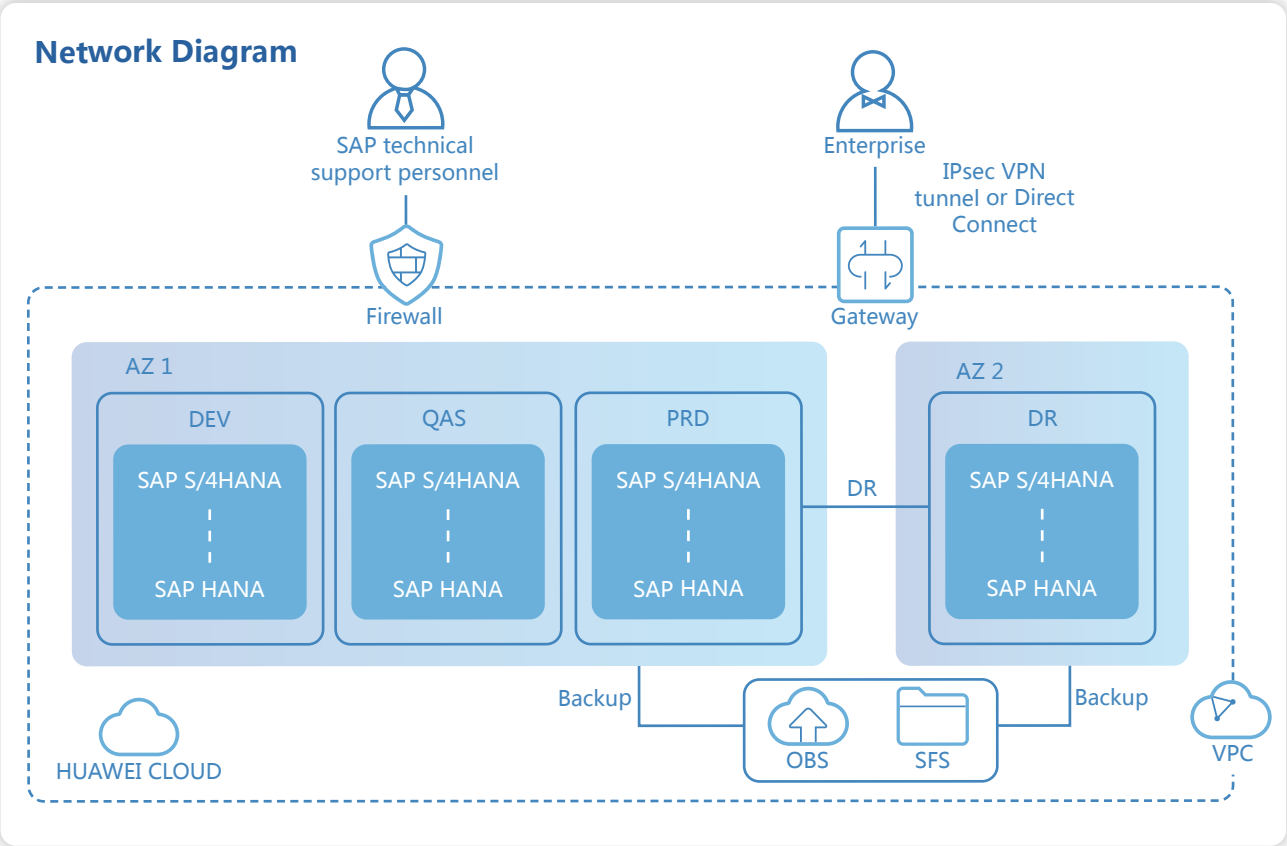 Network Diagram
SAP technical
support personnel
Enterprise
IPsec VPN
tunnel or Direct
Connect
Firewall
Gateway
AZ 1
DEV
SAP S/4HANA
SAP HANA
QAS
SAP S/4HANA
SAP HANA
PRD
SAP S/4HANA
SAP HANA
DR
AZ 2
DR
SAP S/4HANA
SAP HANA
Backup
OBS
SFS
Backup
HUAWEI CLOUD
VPC